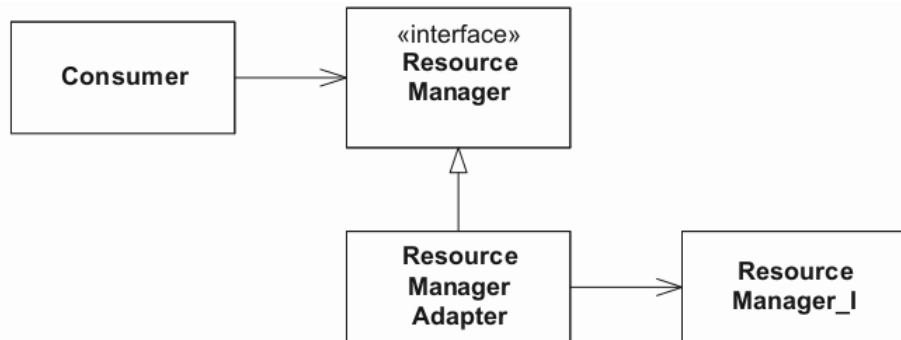 Consumer
«interface»
Resource
Manager
Resource
Manager
Adapter
Resource
Manager_I